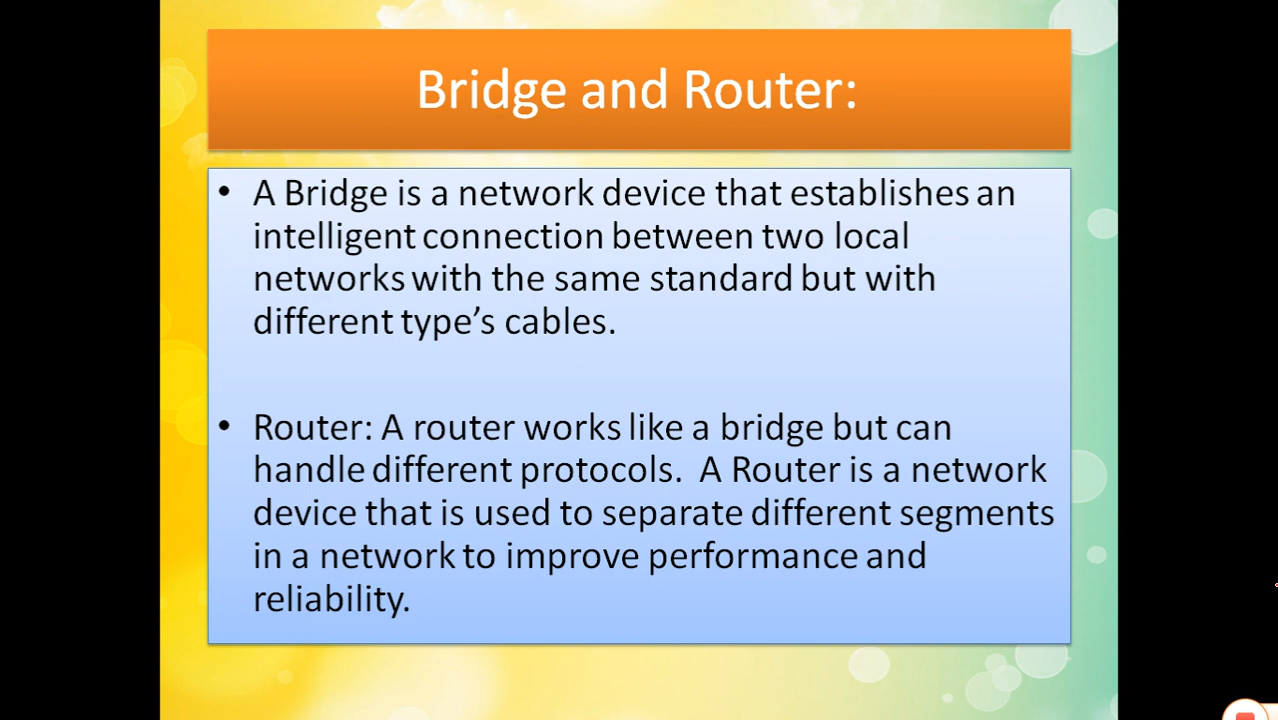 Bridge and Router:
• A Bridge is a network device that establishes an
intelligent connection between two local
networks with the same standard but with
different type’s cables.
• Router: A router works like a bridge but can
handle different protocols.  A Router is a network
device that is used to separate different segments
in a network to improve performance and
reliability.